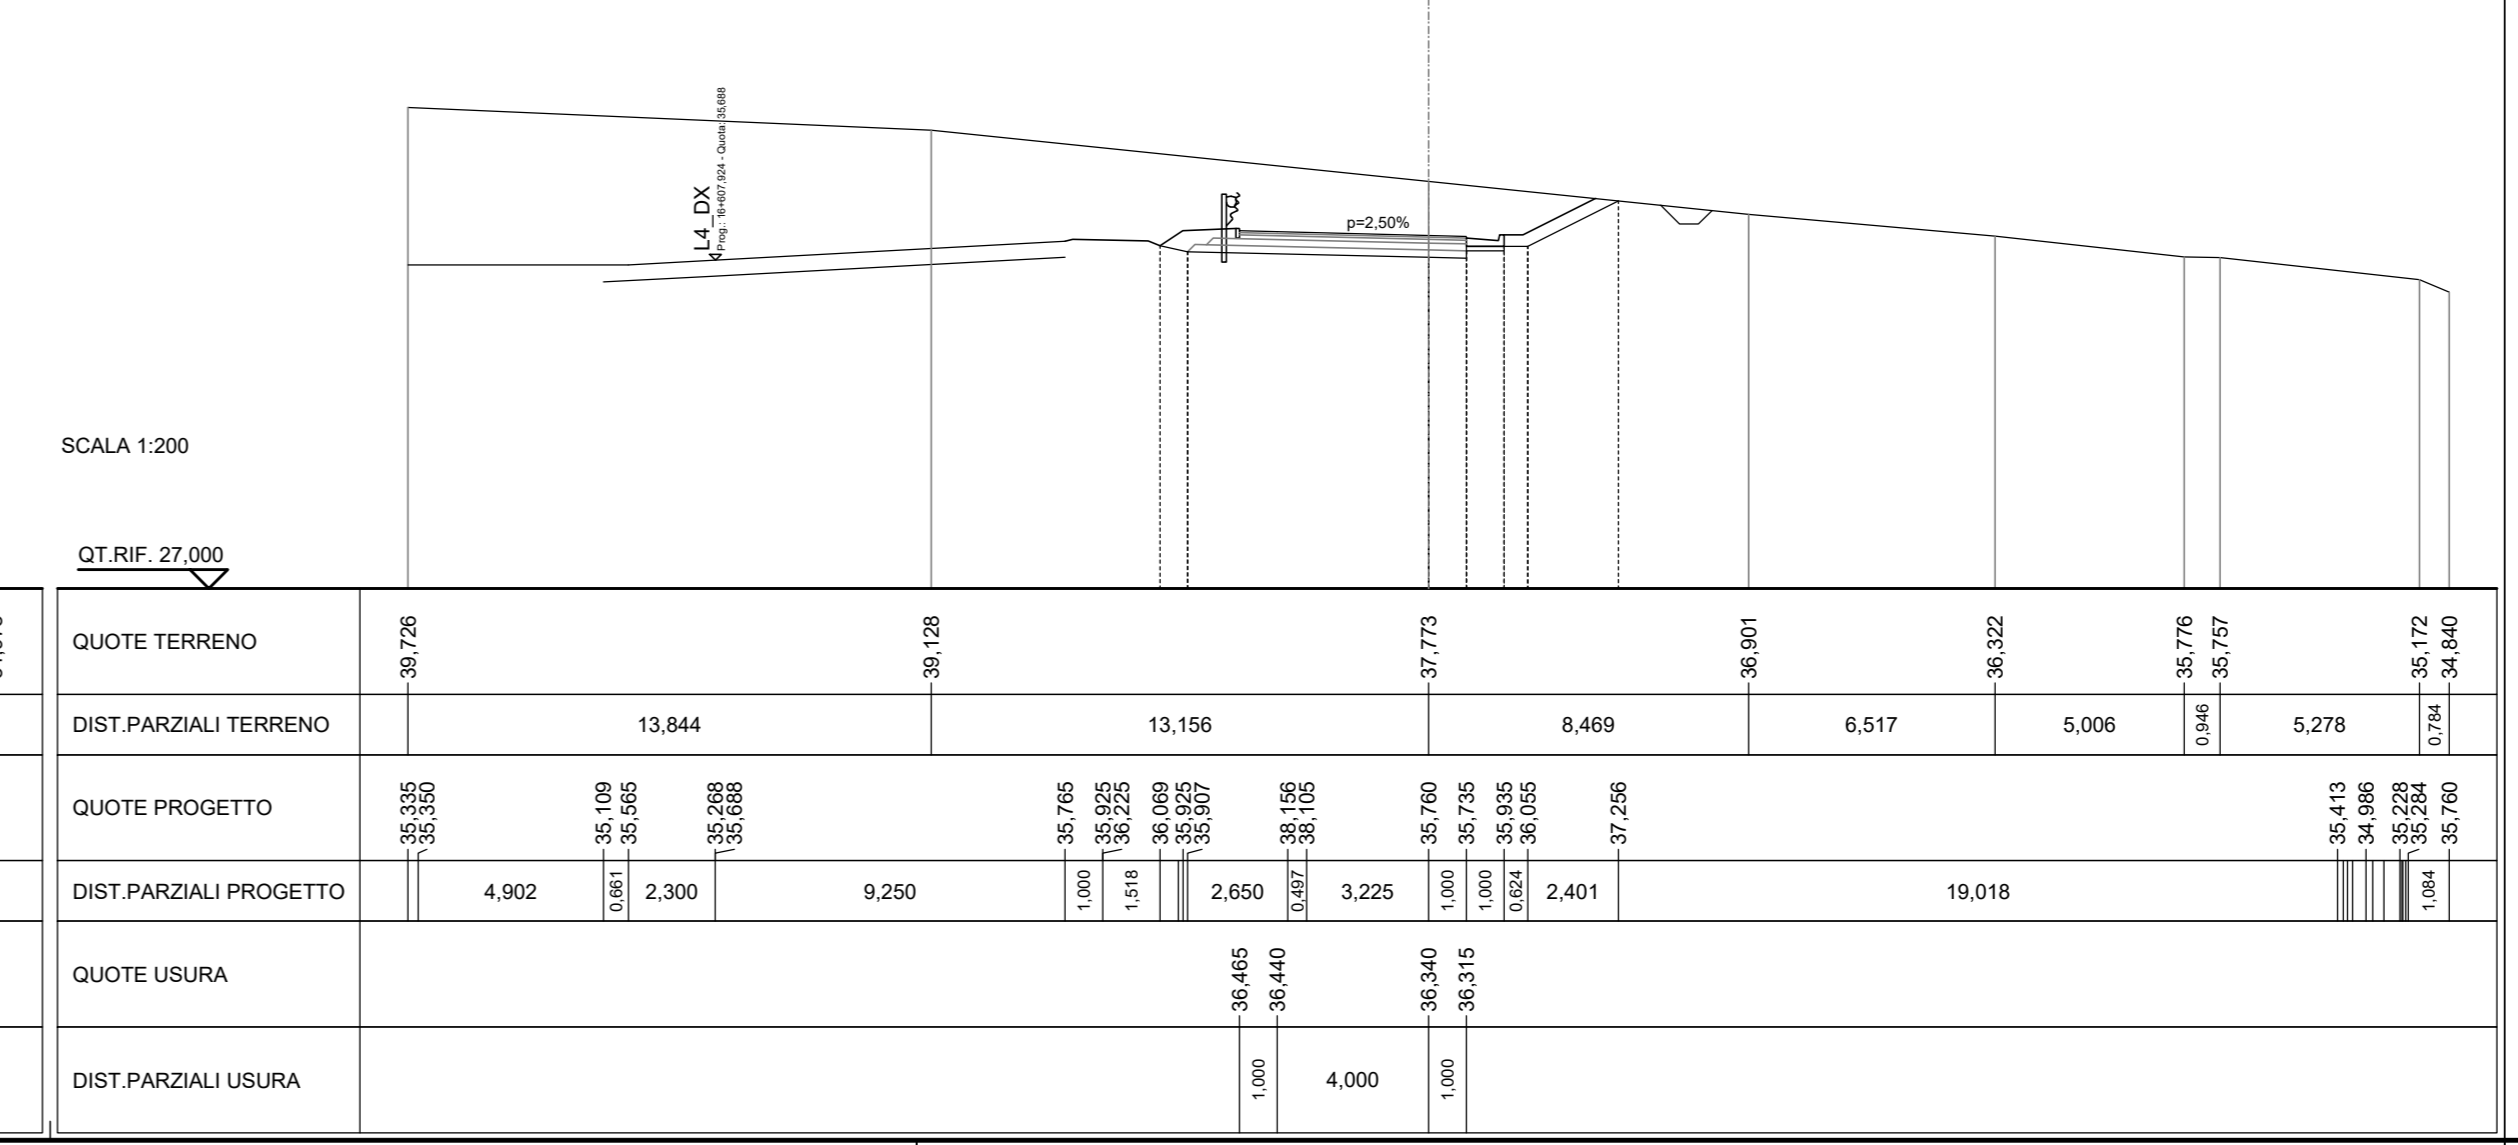 L4_DX
Prog.: 16+607,924 - Quota: 35,688
p=2,50%
SCALA 1:200
QT.RIF. 27,000
QUOTE TERRENO 39,726 39,128 37,773 36,901 36,322 35,776 35,757 35,172 34,840
DIST.PARZIALI TERRENO 13,844 13,156 8,469 6,517 5,006 0,946 5,278 0,784
QUOTE PROGETTO 35,335 35,350 35,109 35,565 35,268 35,688 35,765 35,925 36,225 36,069 35,925 35,907 38,156 38,105 35,760 35,735 35,935 36,055 37,256 35,413 34,986 35,228 35,284 35,760
DIST.PARZIALI PROGETTO 4,902 0,661 2,300 9,250 1,000 1,518 2,650 0,497 3,225 1,000 1,000 0,624 2,401 19,018 1,084
QUOTE USURA 36,465 36,440 36,340 36,315
DIST.PARZIALI USURA 1,000 4,000 1,000